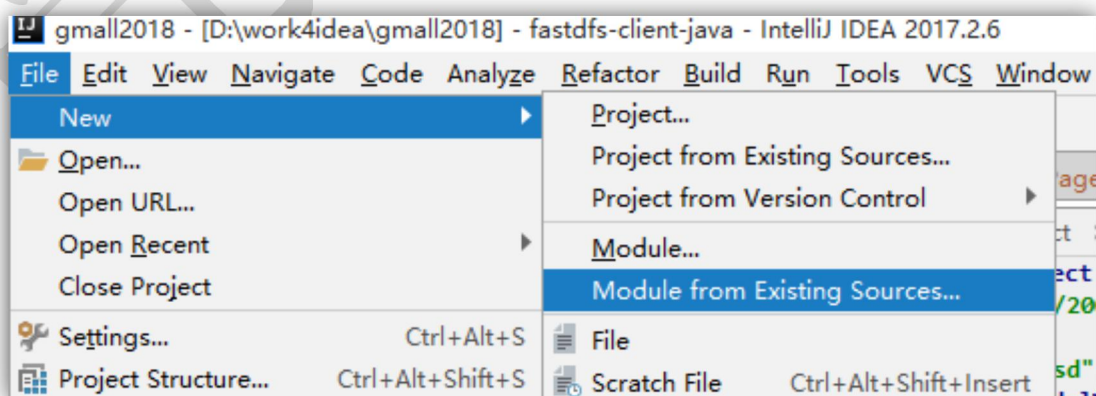 gmall2018 - [D:\work4idea\gmall2018] - fastdfs-client-java - IntelliJ IDEA 2017.2.6
File Edit View Navigate Code Analyze Refactor Build Run Tools VCS Window
New
Open...
Open URL...
Open Recent
Close Project
Settings... Ctrl+Alt+S
Project Structure... Ctrl+Alt+Shift+S
Project...
Project from Existing Sources...
Project from Version Control
Module...
Module from Existing Sources...
File
Scratch File Ctrl+Alt+Shift+Insert
ect
/20
sd"